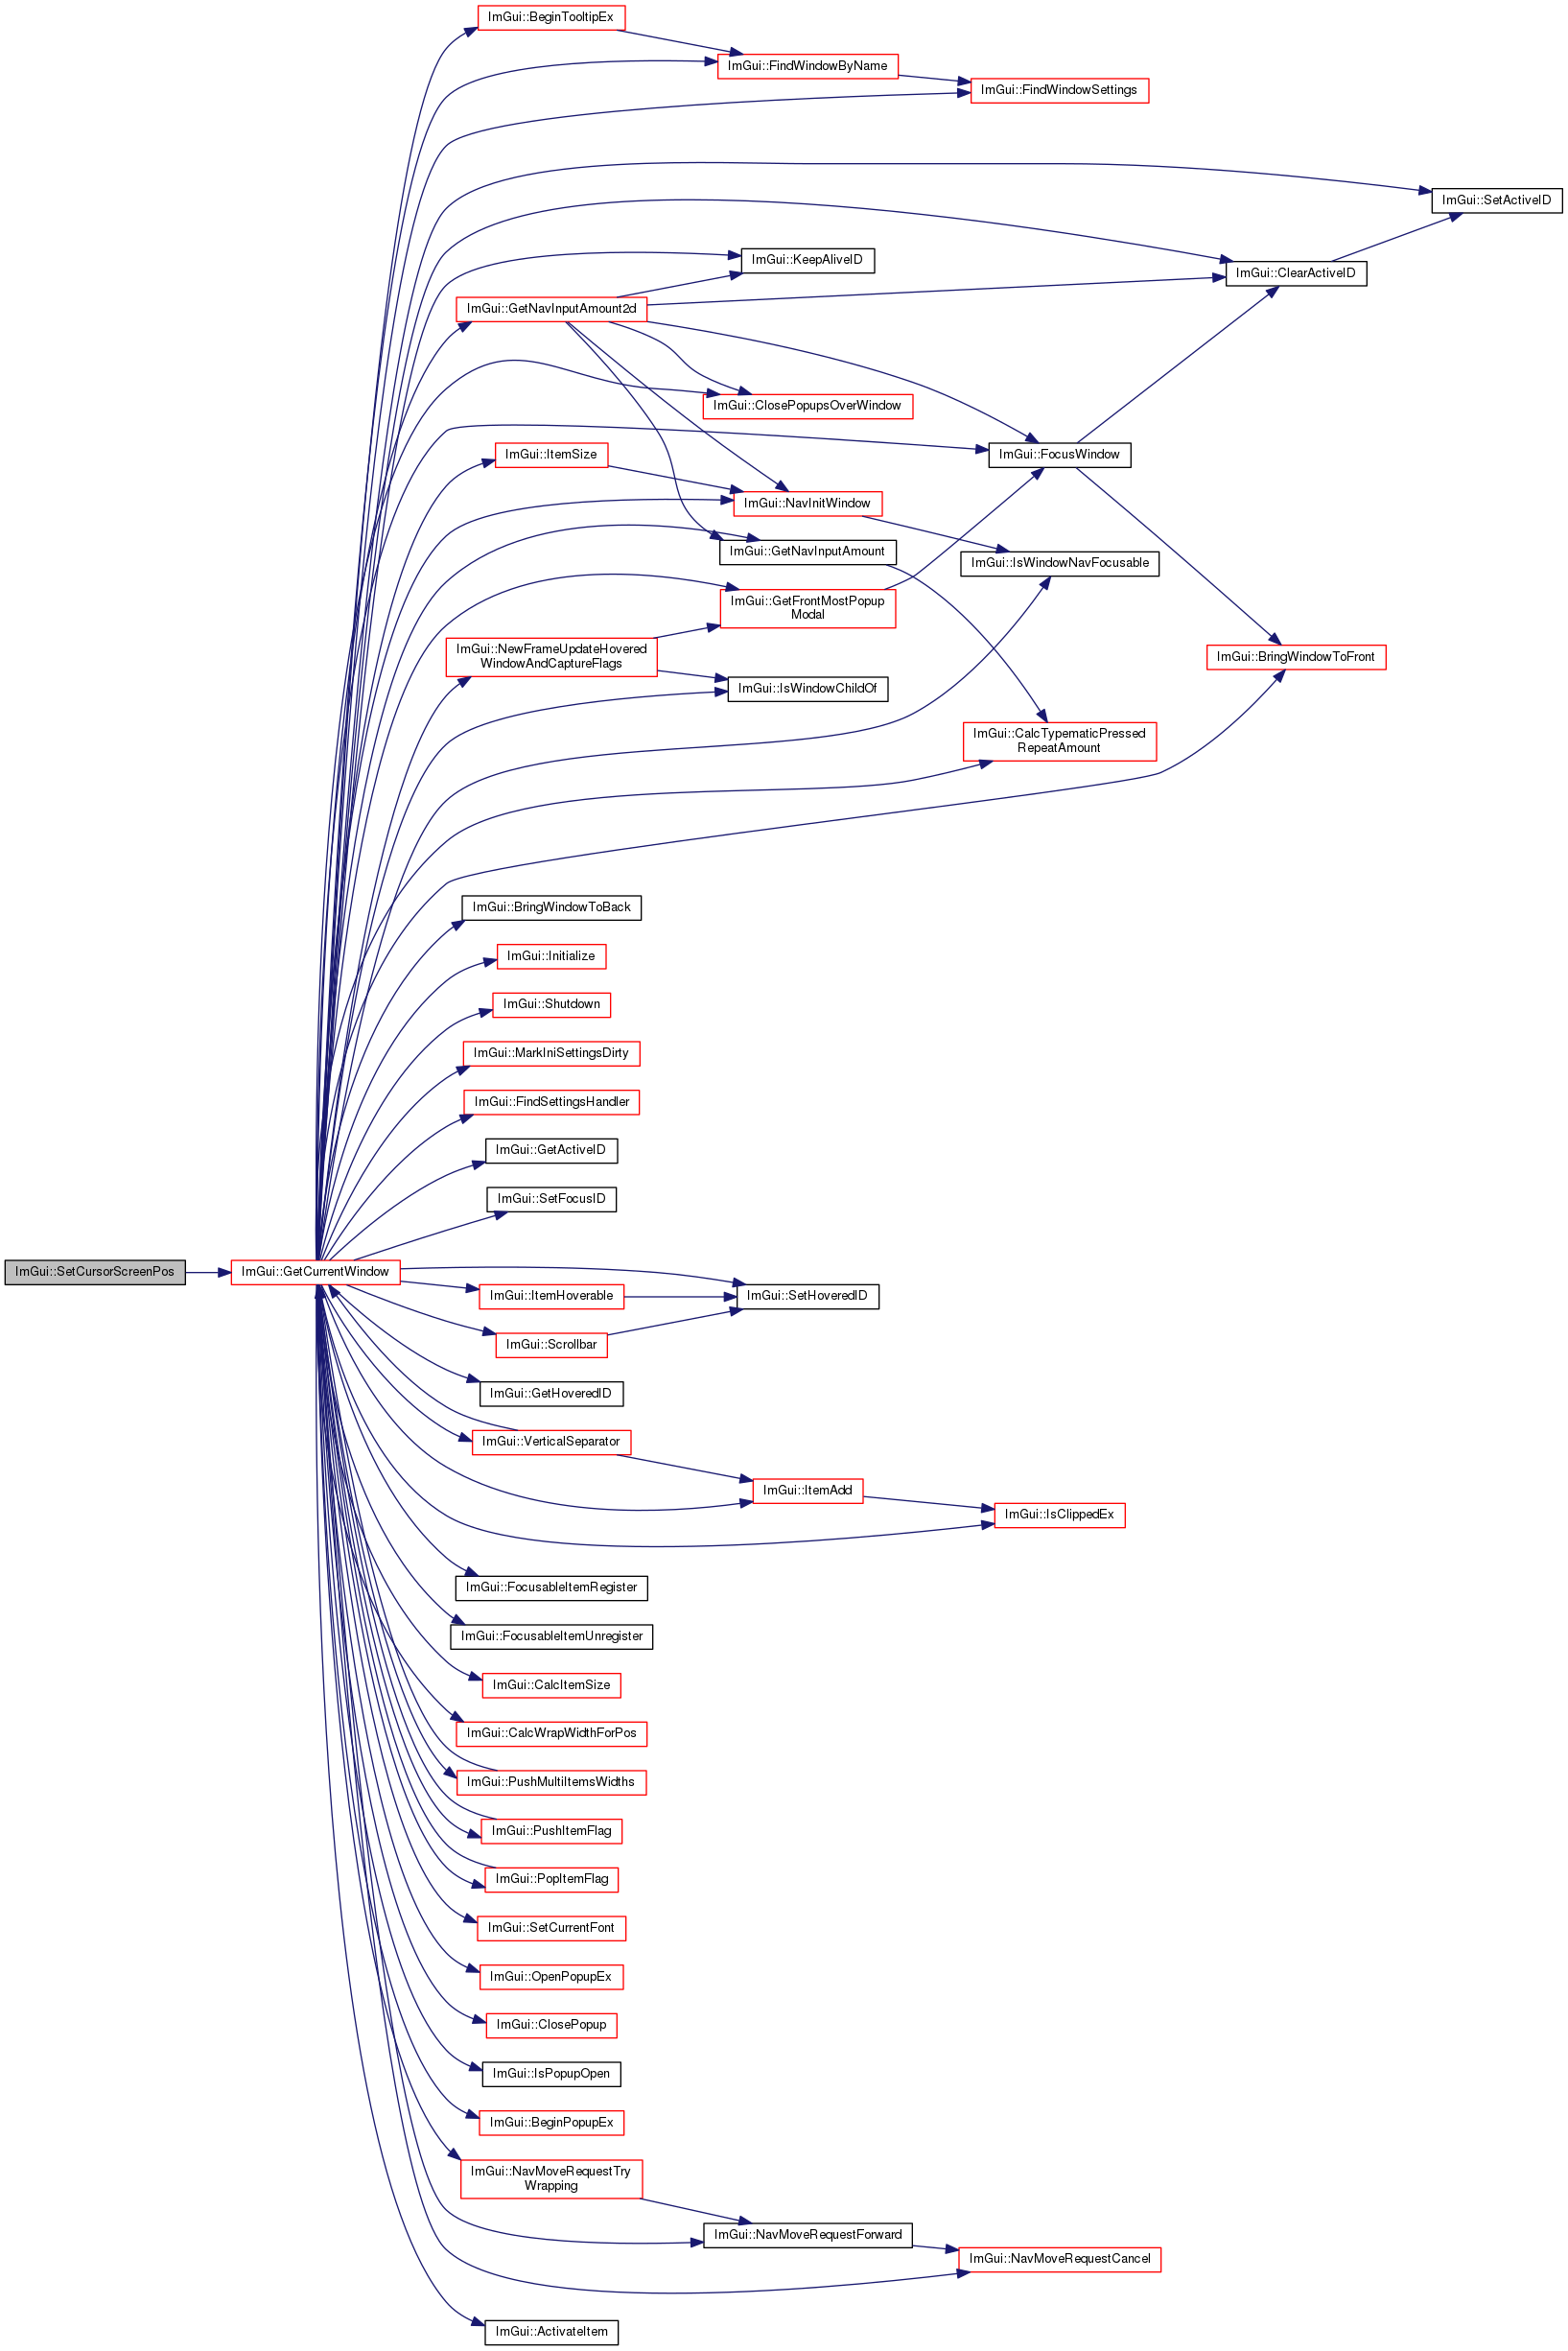 ImGui::BeginTooltipEx
ImGui::FindWindowByName
ImGui::FindWindowSettings
ImGui::SetActiveID
ImGui::KeepAliveID
ImGui::ClearActiveID
ImGui::GetNavInputAmount2d
ImGui::ClosePopupsOverWindow
ImGui::ItemSize
ImGui::FocusWindow
ImGui::NavInitWindow
ImGui::GetNavInputAmount
ImGui::IsWindowNavFocusable
ImGui::GetFrontMostPopup
Modal
ImGui::NewFrameUpdateHovered
WindowAndCaptureFlags
ImGui::BringWindowToFront
ImGui::IsWindowChildOf
ImGui::CalcTypematicPressed
RepeatAmount
ImGui::BringWindowToBack
ImGui::Initialize
ImGui::Shutdown
ImGui::MarkIniSettingsDirty
ImGui::FindSettingsHandler
ImGui::GetActiveID
ImGui::SetFocusID
ImGui::SetCursorScreenPos
ImGui::GetCurrentWindow
ImGui::ItemHoverable
ImGui::SetHoveredID
ImGui::Scrollbar
ImGui::GetHoveredID
ImGui::VerticalSeparator
ImGui::ItemAdd
ImGui::IsClippedEx
ImGui::FocusableItemRegister
ImGui::FocusableItemUnregister
ImGui::CalcItemSize
ImGui::CalcWrapWidthForPos
ImGui::PushMultiItemsWidths
ImGui::PushItemFlag
ImGui::PopItemFlag
ImGui::SetCurrentFont
ImGui::OpenPopupEx
ImGui::ClosePopup
ImGui::IsPopupOpen
ImGui::BeginPopupEx
ImGui::NavMoveRequestTry
Wrapping
ImGui::NavMoveRequestForward
ImGui::NavMoveRequestCancel
ImGui::ActivateItem